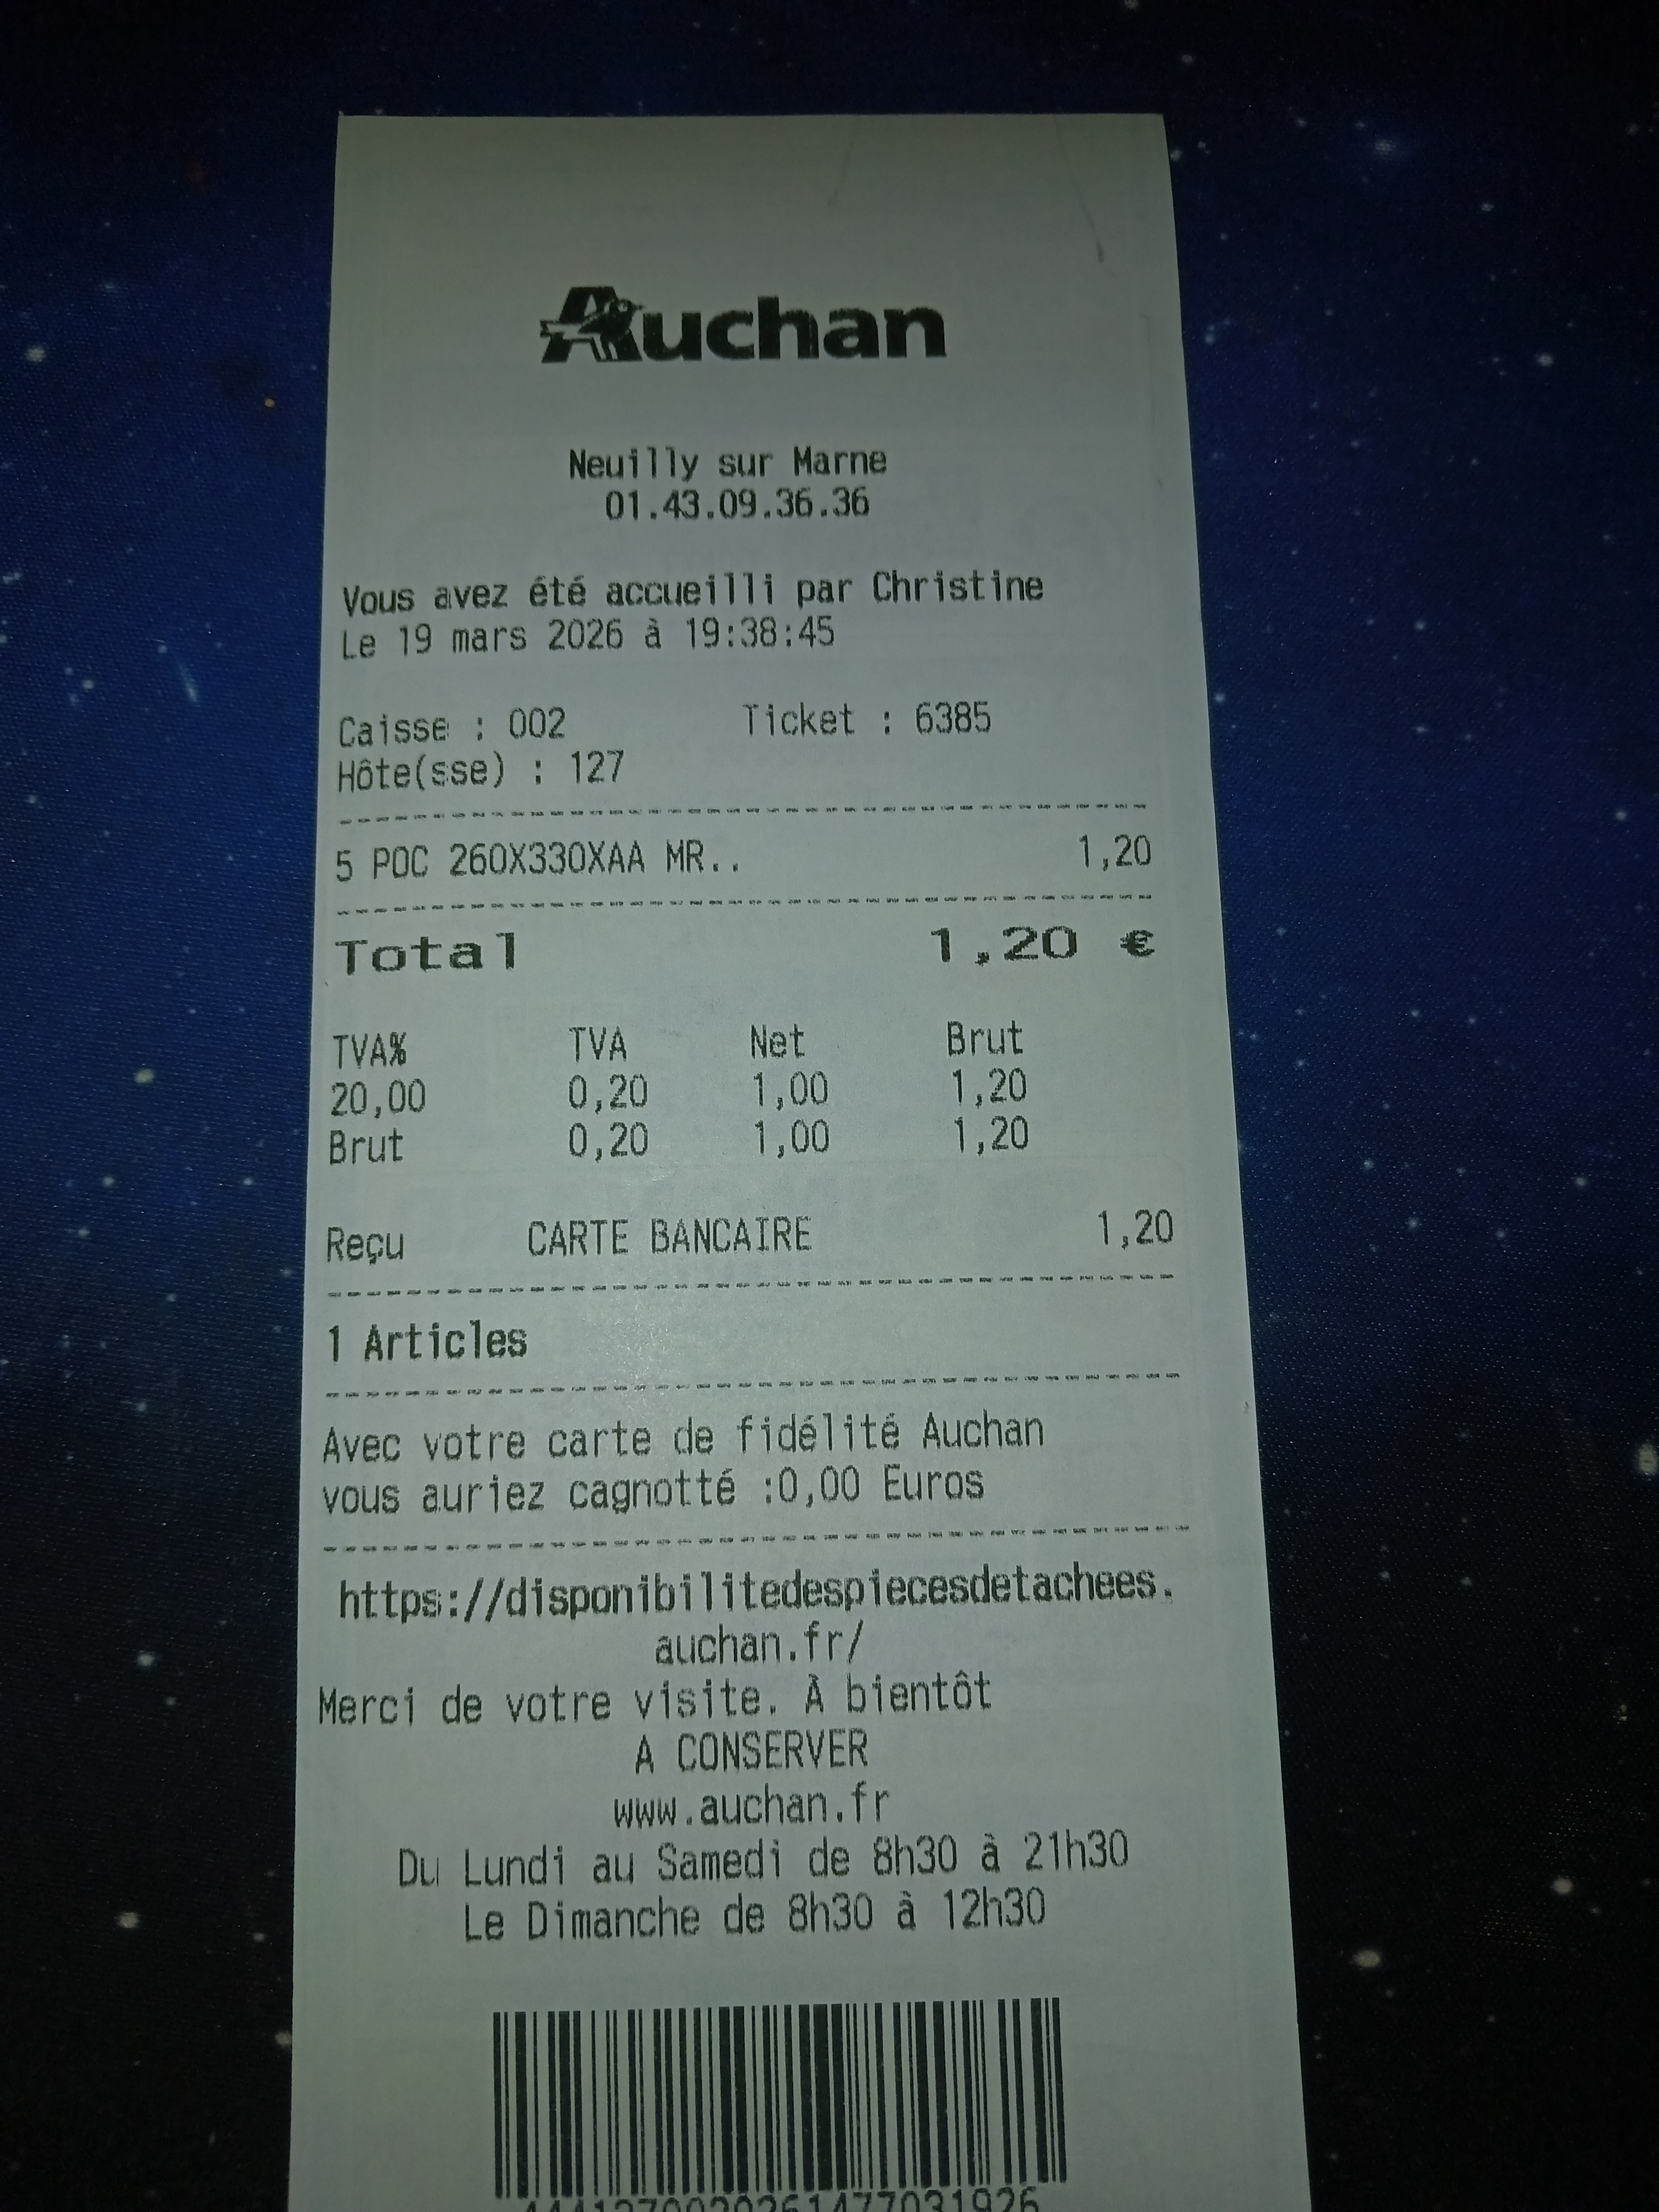 Auchan
Neuilly sur Marne
01.43.09.36.36
Vous avez été accueilli par Christine
Le 19 mars 2026 à 19:38:45
Caisse : 002 Ticket : 6385
Hôte(sse) : 127
5 POC 260X330XAA MR.. 1,20
Total 1,20 €
TVA% TVA Net Brut
20,00 0,20 1,00 1,20
Brut 0,20 1,00 1,20
Reçu CARTE BANCAIRE 1,20
1 Articles
Avec votre carte de fidélité Auchan
vous auriez cagnotté :0,00 Euros
https://disponibilitedespiecesdetachees.
auchan.fr/
Merci de votre visite. À bientôt
A CONSERVER
www.auchan.fr
Du Lundi au Samedi de 8h30 à 21h30
Le Dimanche de 8h30 à 12h30